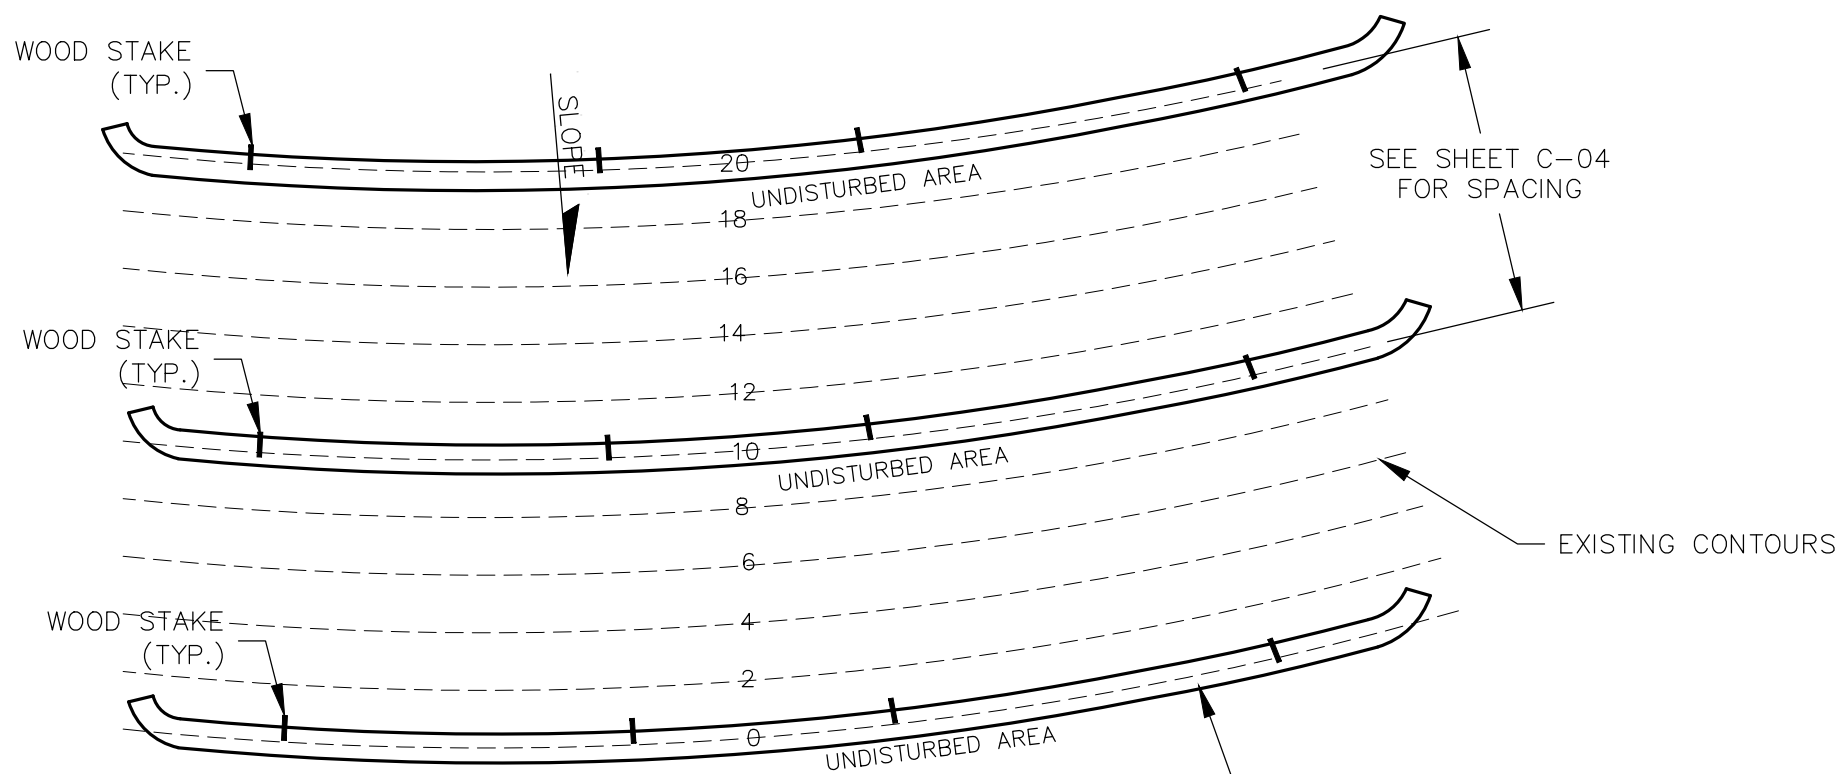 WOOD STAKE
(TYP.)
SLOPE
20
UNDISTURBED AREA
SEE SHEET C-04
FOR SPACING
18
16
14
WOOD STAKE
(TYP.)
12
10
UNDISTURBED AREA
8
EXISTING CONTOURS
6
4
WOOD STAKE
(TYP.)
2
0
UNDISTURBED AREA